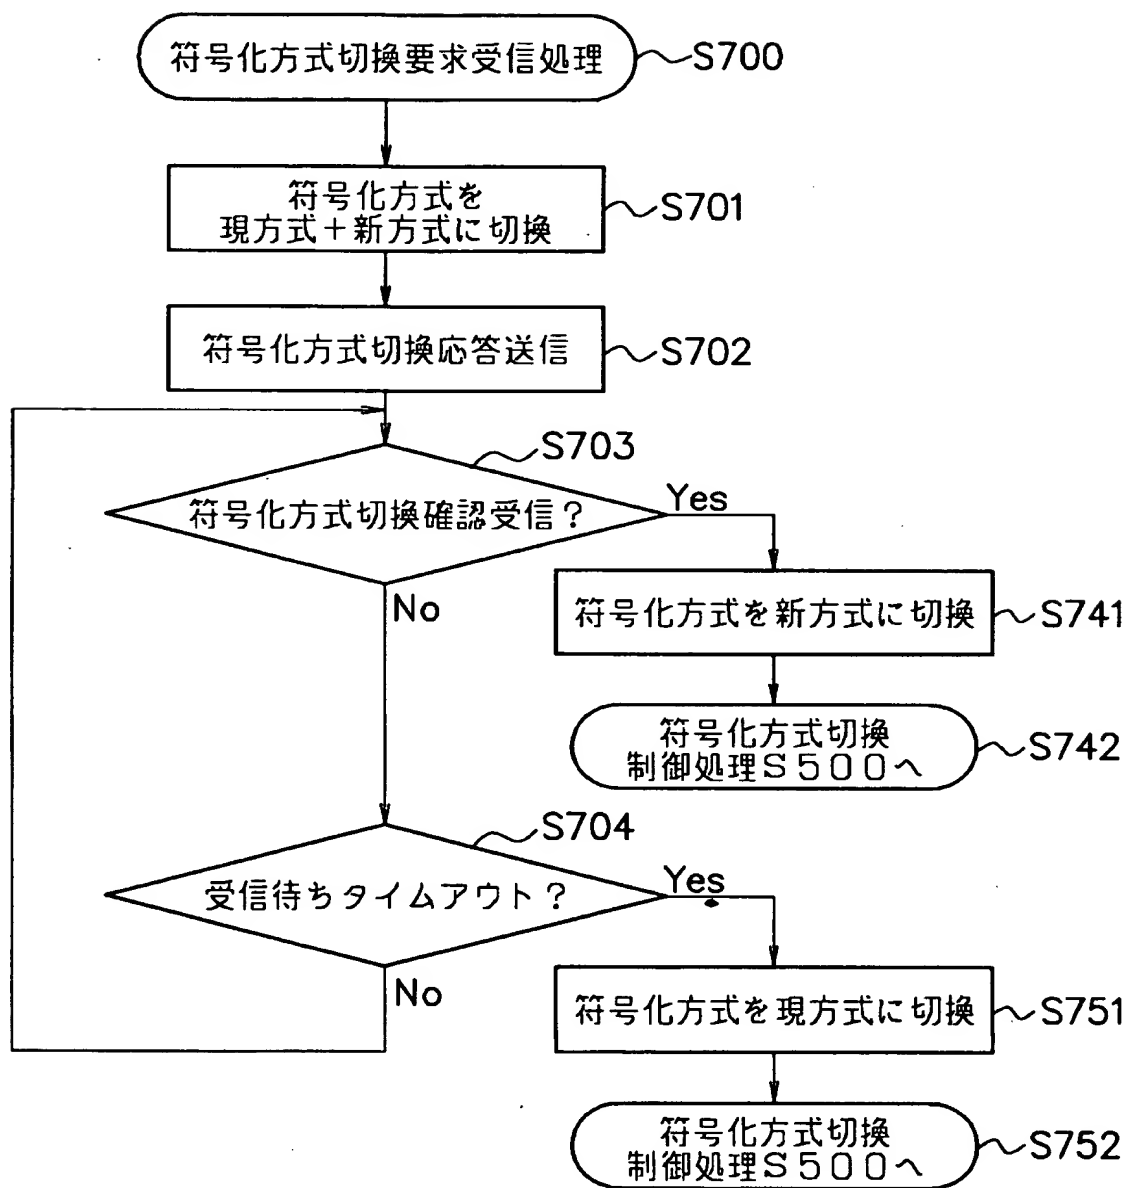 符号化方式切換要求受信処理
S700
符号化方式を
現方式+新方式に切換
S701
符号化方式切換応答送信
S702
S703
符号化方式切換確認受信?
Yes
No
符号化方式を新方式に切換
S741
符号化方式切換
制御処理S500へ
S742
S704
受信待ちタイムアウト?
Yes
No
符号化方式を現方式に切換
S751
符号化方式切換
制御処理S500へ
S752